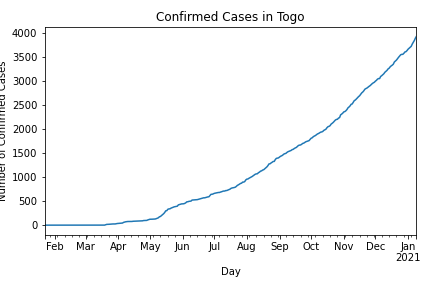 Confirmed Cases in Togo
Number of Confirmed Cases
4000
3500
3000
2500
2000
1500
1000
500
0
Feb Mar Apr May Jun Jul Aug Sep Oct Nov Dec Jan
2021
Day